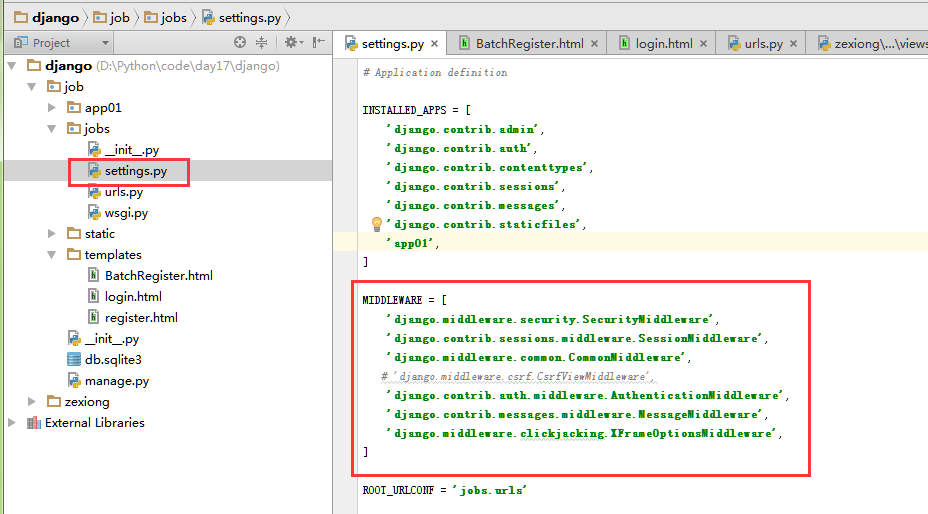 django job jobs settings.py
Project
settings.py BatchRegister.html login.html urls.py zexiong\...\views
django (D:\Python\code\day17\django)
job
app01
jobs
__init__.py
settings.py
urls.py
wsgi.py
static
templates
BatchRegister.html
login.html
register.html
__init__.py
db.sqlite3
manage.py
zexiong
External Libraries
# Application definition
INSTALLED_APPS = [
'django.contrib.admin',
'django.contrib.auth',
'django.contrib.contenttypes',
'django.contrib.sessions',
'django.contrib.messages',
'django.contrib.staticfiles',
'app01',
]
MIDDLEWARE = [
'django.middleware.security.SecurityMiddleware',
'django.contrib.sessions.middleware.SessionMiddleware',
'django.middleware.common.CommonMiddleware',
# 'django.middleware.csrf.CsrfViewMiddleware',
'django.contrib.auth.middleware.AuthenticationMiddleware',
'django.contrib.messages.middleware.MessageMiddleware',
'django.middleware.clickjacking.XFrameOptionsMiddleware',
]
ROOT_URLCONF = 'jobs.urls'